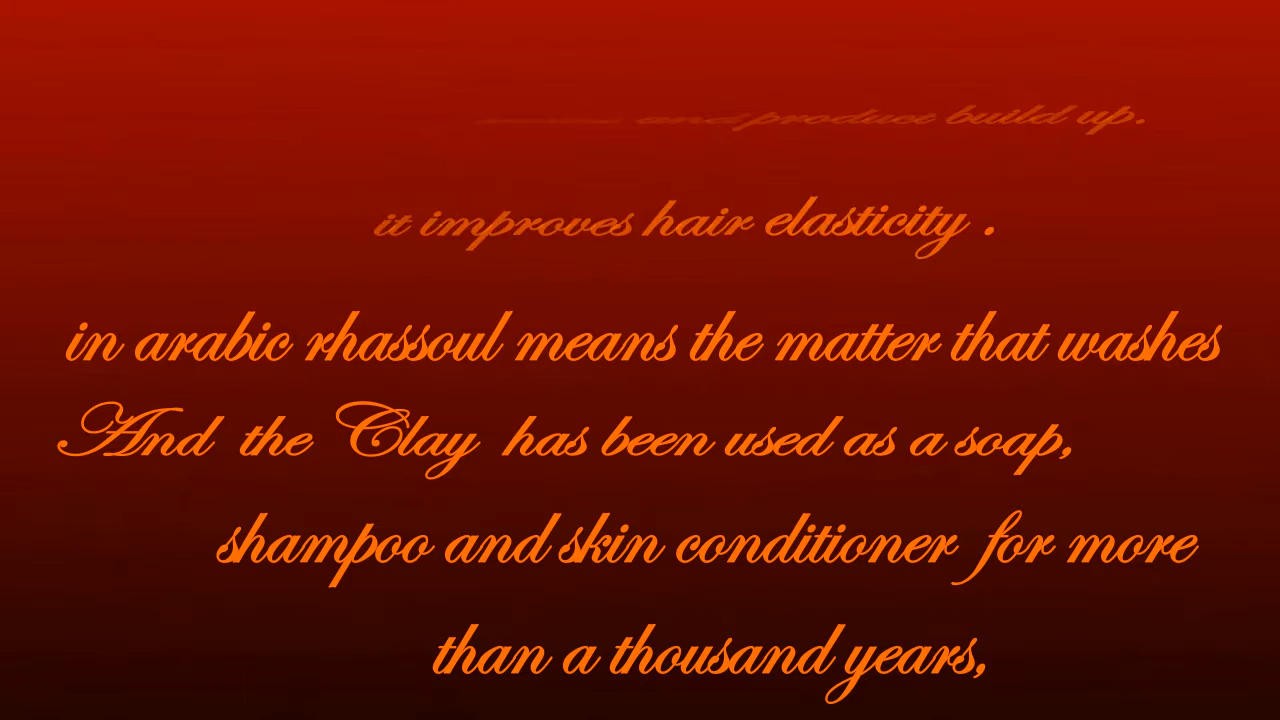 and product build up.
it improves hair elasticity .
in arabic rhassoul means the matter that washes
And the Clay has been used as a soap,
shampoo and skin conditioner for more
than a thousand years,